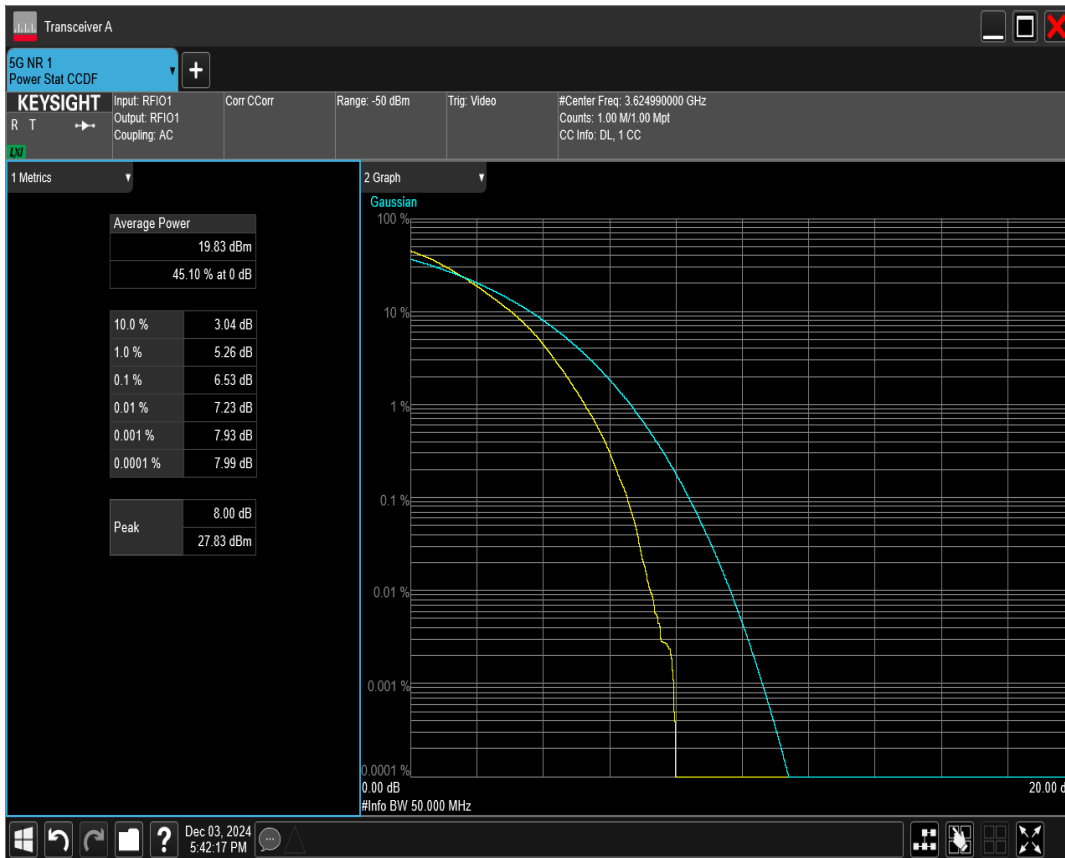 Transceiver A
5G NR 1
Power Stat CCDF
+
KEYSIGHT
R T
LXI
Input: RFIO1
Output: RFIO1
Coupling: AC
Corr CCorr
Range: -50 dBm
Trig: Video
#Center Freq: 3.624990000 GHz
Counts: 1.00 M/1.00 Mpt
CC Info: DL, 1 CC
1 Metrics
Average Power
19.83 dBm
45.10 % at 0 dB
10.0 % 3.04 dB
1.0 % 5.26 dB
0.1 % 6.53 dB
0.01 % 7.23 dB
0.001 % 7.93 dB
0.0001 % 7.99 dB
Peak
8.00 dB
27.83 dBm
2 Graph
Gaussian
100 %
10 %
1 %
0.1 %
0.01 %
0.001 %
0.0001 %
0.00 dB
20.00 d
#Info BW 50.000 MHz
?
Dec 03, 2024
5:42:17 PM